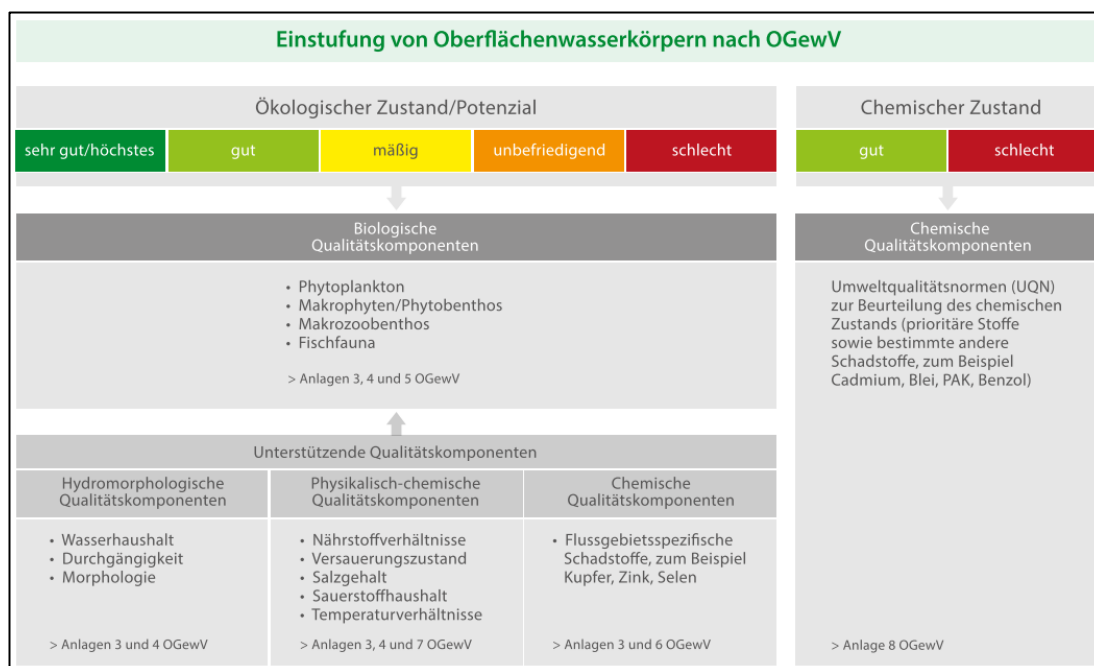 Einstufung von Oberflächenwasserkörpern nach OGewV
Ökologischer Zustand/Potenzial
sehr gut/höchstes
gut
mäßig
unbefriedigend
schlecht
Biologische
Qualitätskomponenten
• Phytoplankton
• Makrophyten/Phytobenthos
• Makrozoobenthos
• Fischfauna
> Anlagen 3, 4 und 5 OGewV
Unterstützende Qualitätskomponenten
Hydromorphologische
Qualitätskomponenten
• Wasserhaushalt
• Durchgängigkeit
• Morphologie
> Anlagen 3 und 4 OGewV
Physikalisch-chemische
Qualitätskomponenten
• Nährstoffverhältnisse
• Versauerungszustand
• Salzgehalt
• Sauerstoffhaushalt
• Temperaturverhältnisse
> Anlagen 3, 4 und 7 OGewV
Chemische
Qualitätskomponenten
• Flussgebietsspezifische
Schadstoffe, zum Beispiel
Kupfer, Zink, Selen
> Anlagen 3 und 6 OGewV
Chemischer Zustand
gut
schlecht
Chemische
Qualitätskomponenten
Umweltqualitätsnormen (UQN)
zur Beurteilung des chemischen
Zustands (prioritäre Stoffe
sowie bestimmte andere
Schadstoffe, zum Beispiel
Cadmium, Blei, PAK, Benzol)
> Anlage 8 OGewV